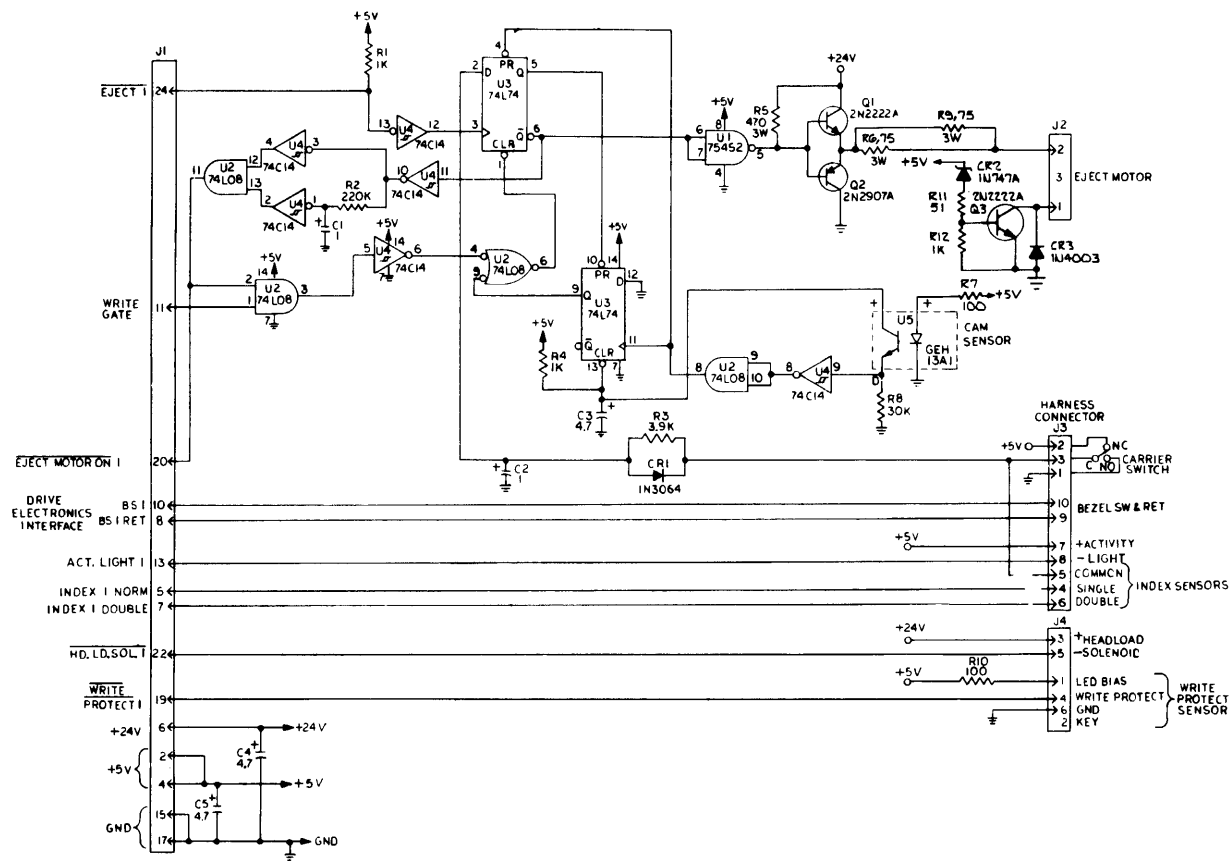 +5V
J1
R1
1K
EJECT 1
24
13
U4
12
74C14
4
2
D
PR
Q
5
U3
74L74
3
Q̅
6
CLR
1
+5V
8
6
7
U1
75452
5
4
R5
470
3W
+24V
Q1
2N2222A
Q2
2N2907A
R9,.75
3W
R6,.75
3W
J2
2
3
1
EJECT MOTOR
+5V
CR2
1N747A
R11
51
2N2222A
Q3
R12
1K
CR3
1N4003
4
U4
3
74C14
11
U2
74L08
12
13
2
U4
1
74C14
R2
220K
C1
1
+
10
U4
11
74C14
+5V
5
U4
14
6
7
74C14
4
5
U2
74L08
6
+5V
14
2
1
U2
74L08
3
7
WRITE
GATE
11
+5V
10
14
PR
12
D
9
Q
U3
74L74
Q̅
11
CLR
13
7
+5V
R4
1K
C3
4.7
+
8
U2
74L08
9
10
8
U4
9
74C14
R7
100
+5V
+
+
U5
GEH
13A1
CAM
SENSOR
D
R8
30K
R3
3.9K
CR1
1N3064
C2
1
+
EJECT MOTOR ON 1
20
HARNESS
CONNECTOR
J3
+5V
2
3
1
NC
C
NO
CARRIER
SWITCH
DRIVE
ELECTRONICS
INTERFACE
BS1
10
BS1 RET
8
10
9
BEZEL SW & RET
ACT. LIGHT 1
13
+5V
7
+ACTIVITY
8
-LIGHT
5
COMMON
4
SINGLE
6
DOUBLE
INDEX SENSORS
INDEX 1 NORM
5
INDEX 1 DOUBLE
7
J4
+24V
3
+HEADLOAD
5
-SOLENOID
HD. LD. SOL. 1
22
+5V
R10
100
1
LED BIAS
4
WRITE PROTECT
6
GND
2
KEY
WRITE
PROTECT
SENSOR
WRITE
PROTECT 1
19
+24V
6
+24V
C4
4.7
+
+5V
2
4
+5V
C5
4.7
+
GND
15
17
GND